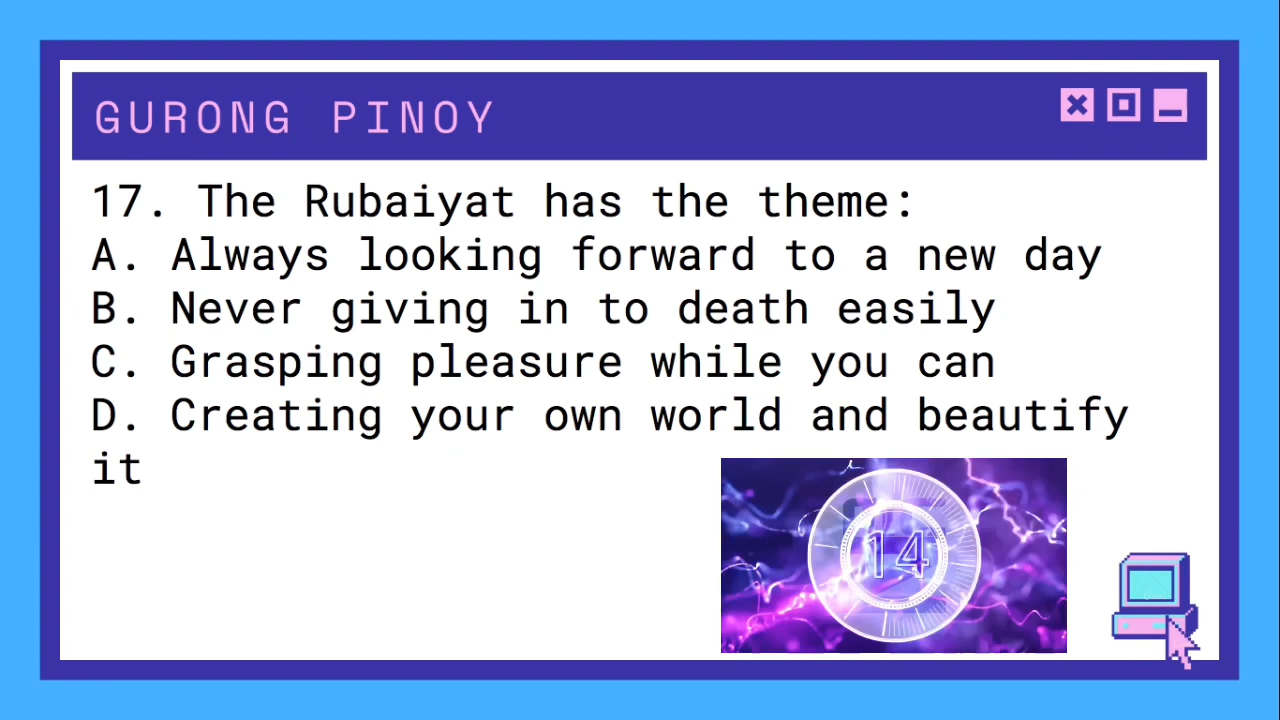 GURONG PINOY
17. The Rubaiyat has the theme:
A. Always looking forward to a new day
B. Never giving in to death easily
C. Grasping pleasure while you can
D. Creating your own world and beautify
it
14